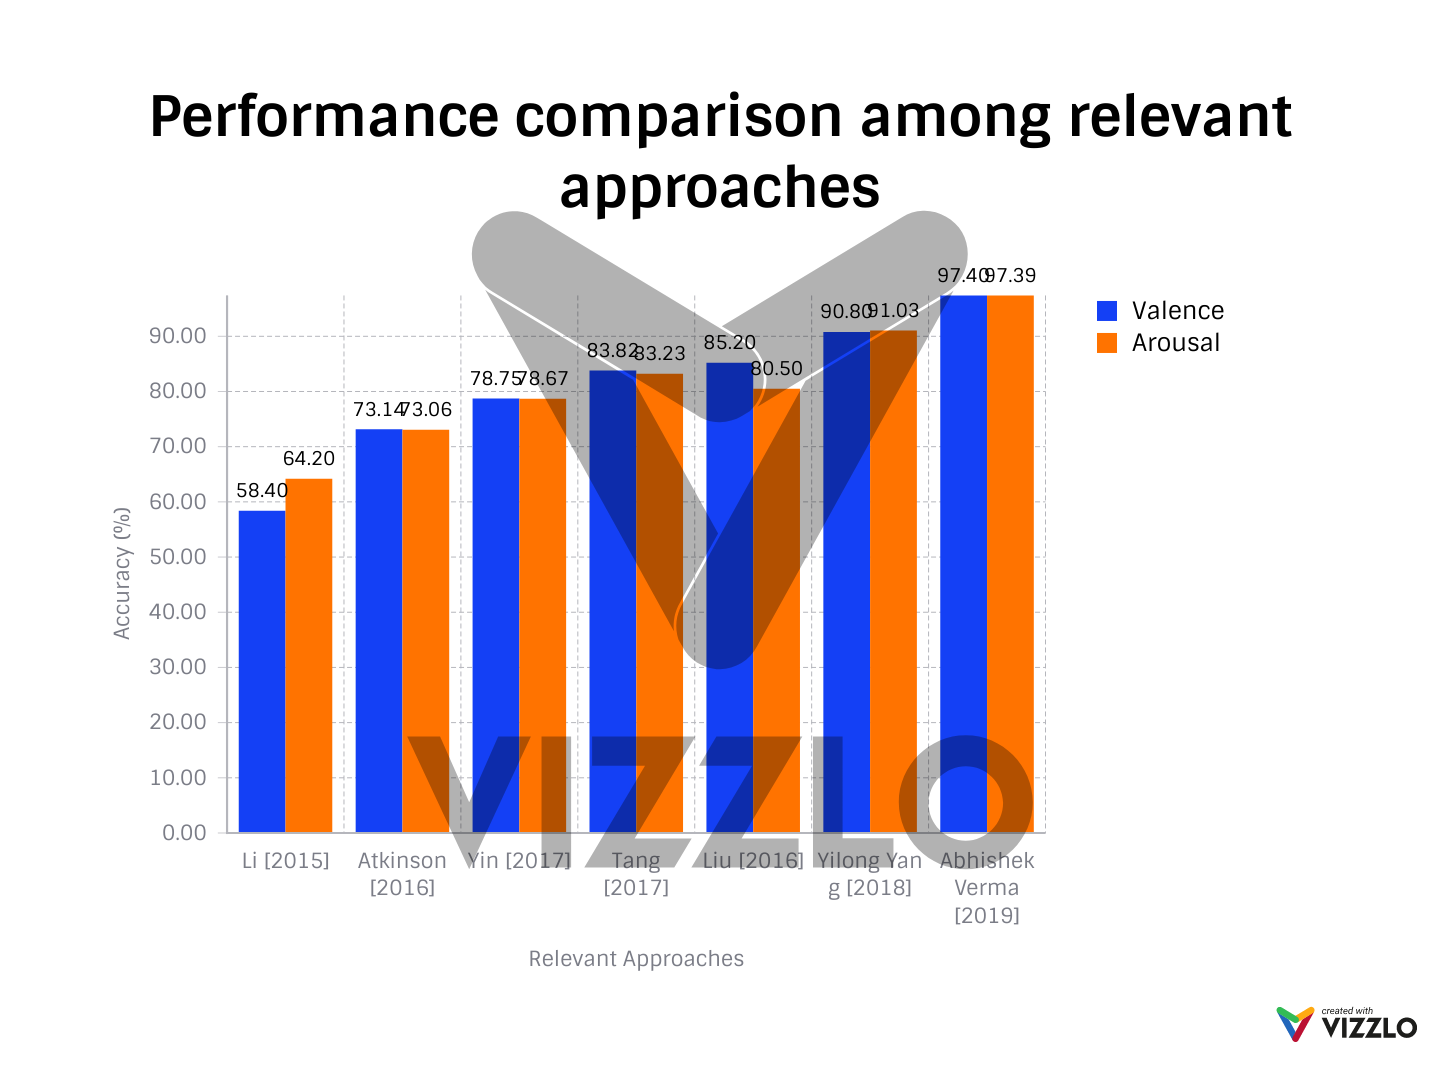 Performance comparison among relevant
approaches
97.40 97.39
90.80 91.03
85.20
83.82 83.23
80.50
78.75 78.67
73.14 73.06
64.20
58.40
Valence
Arousal
90.00
80.00
70.00
60.00
50.00
40.00
30.00
20.00
10.00
0.00
Accuracy (%)
VIZZLO
Li [2015]
Atkinson
[2016]
Yin [2017]
Tang
[2017]
Liu [2016]
Yilong Yan
g [2018]
Abhishek
Verma
[2019]
Relevant Approaches
created with
VIZZLO